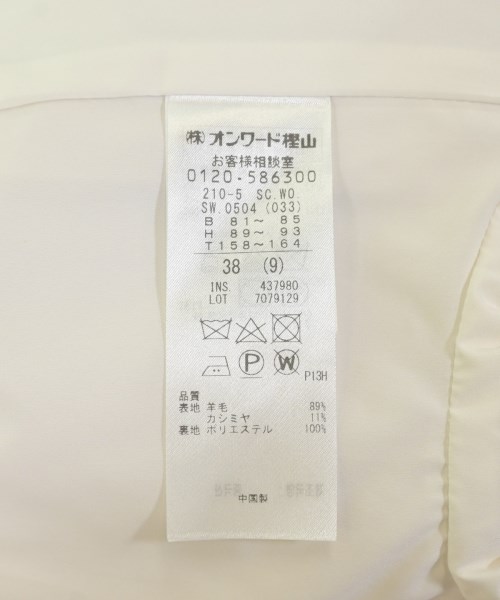 ㈱オンワード樫山
お客様相談室
0120-586300
210-5 SC.WO.
SW.0504 (033)
B 81～ 85
H 89～ 93
T 158～164
38 (9)
INS. 437980
LOT 7079129
P W
P13H
品質
表地 羊毛 89%
カシミヤ 11%
裏地 ポリエステル 100%
中国製